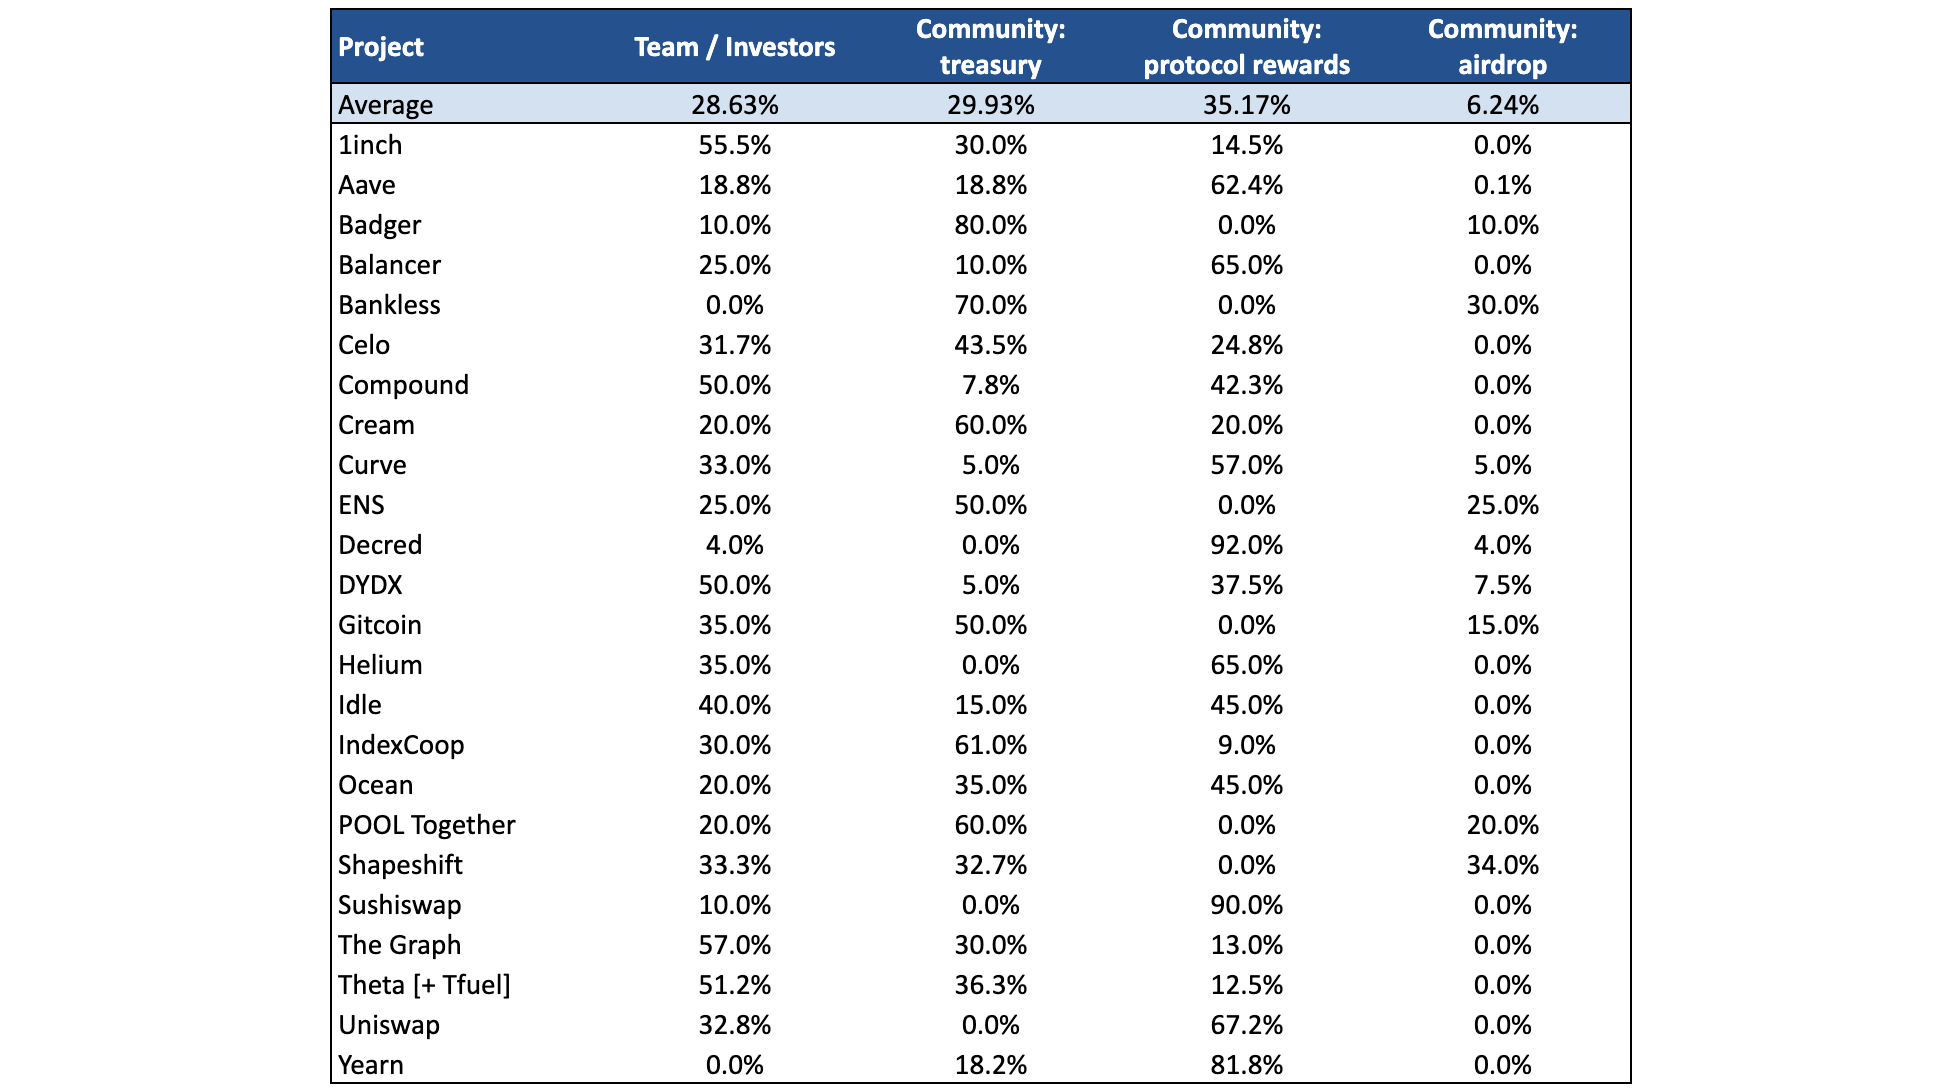 Project Team / Investors Community: treasury Community: protocol rewards Community: airdrop
Average 28.63% 29.93% 35.17% 6.24%
1inch 55.5% 30.0% 14.5% 0.0%
Aave 18.8% 18.8% 62.4% 0.1%
Badger 10.0% 80.0% 0.0% 10.0%
Balancer 25.0% 10.0% 65.0% 0.0%
Bankless 0.0% 70.0% 0.0% 30.0%
Celo 31.7% 43.5% 24.8% 0.0%
Compound 50.0% 7.8% 42.3% 0.0%
Cream 20.0% 60.0% 20.0% 0.0%
Curve 33.0% 5.0% 57.0% 5.0%
ENS 25.0% 50.0% 0.0% 25.0%
Decred 4.0% 0.0% 92.0% 4.0%
DYDX 50.0% 5.0% 37.5% 7.5%
Gitcoin 35.0% 50.0% 0.0% 15.0%
Helium 35.0% 0.0% 65.0% 0.0%
Idle 40.0% 15.0% 45.0% 0.0%
IndexCoop 30.0% 61.0% 9.0% 0.0%
Ocean 20.0% 35.0% 45.0% 0.0%
POOL Together 20.0% 60.0% 0.0% 20.0%
Shapeshift 33.3% 32.7% 0.0% 34.0%
Sushiswap 10.0% 0.0% 90.0% 0.0%
The Graph 57.0% 30.0% 13.0% 0.0%
Theta [+ Tfuel] 51.2% 36.3% 12.5% 0.0%
Uniswap 32.8% 0.0% 67.2% 0.0%
Yearn 0.0% 18.2% 81.8% 0.0%